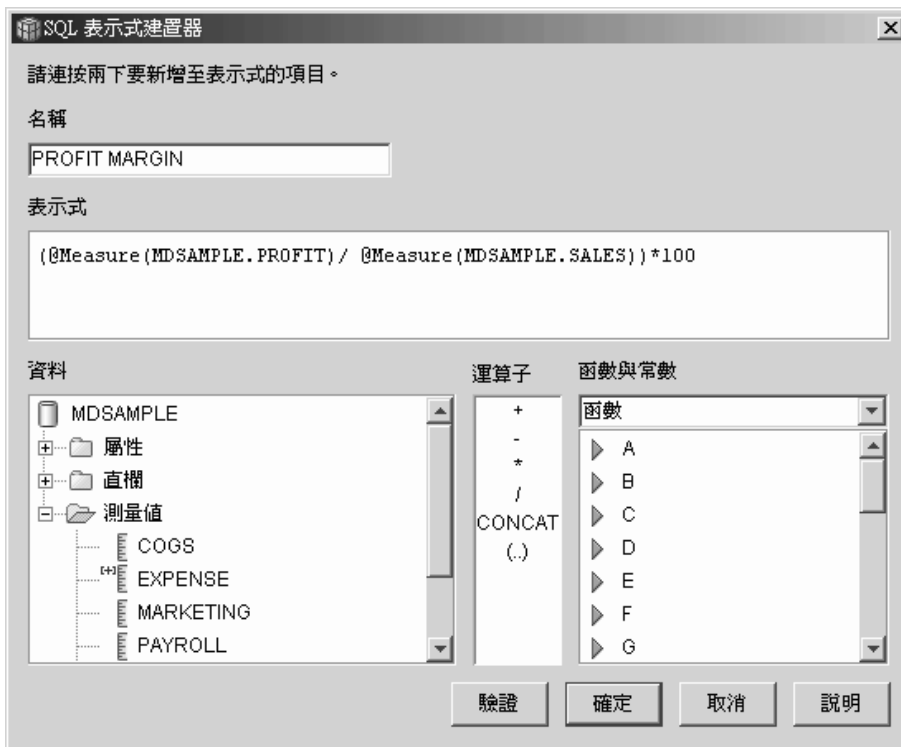 SQL 表示式建置器
請連按兩下要新增至表示式的項目。
名稱
PROFIT MARGIN
表示式
(@Measure(MDSAMPLE.PROFIT)/ @Measure(MDSAMPLE.SALES))*100
資料
MDSAMPLE
屬性
直欄
測量值
COGS
[+] EXPENSE
MARKETING
PAYROLL
運算子
+
-
*
/
CONCAT
(..)
函數與常數
函數
A
B
C
D
E
F
G
驗證
確定
取消
說明